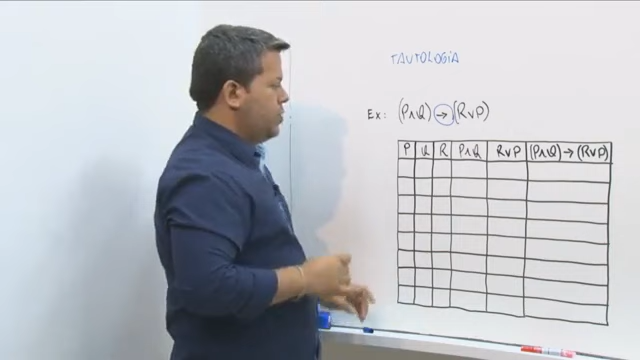 TAUTOLOGIA
Ex: (P∧Q) → (R∨P)
P Q R P∧Q R∨P (P∧Q) → (R∨P)